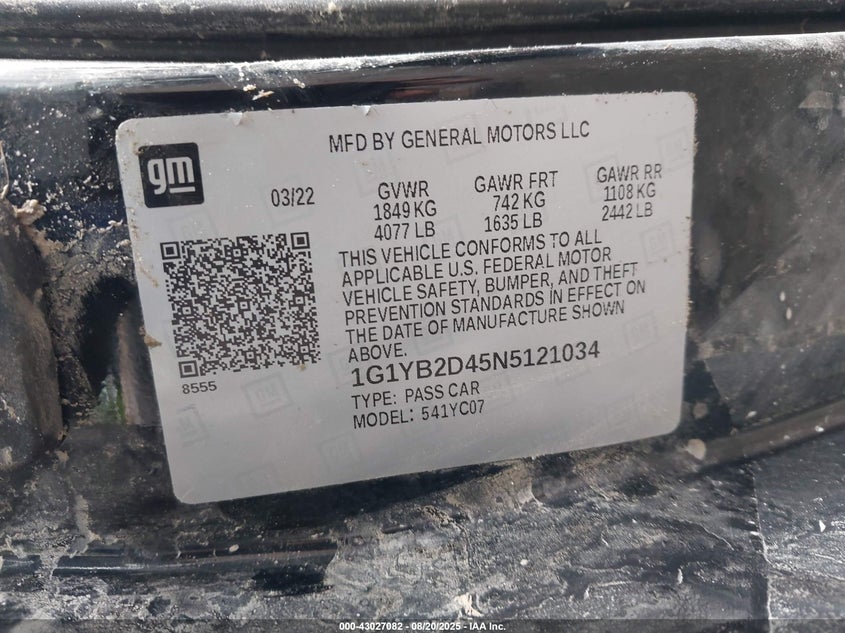 MFD BY GENERAL MOTORS LLC
gm
03/22
GVWR
1849 KG
4077 LB
GAWR FRT
742 KG
1635 LB
GAWR RR
1108 KG
2442 LB
THIS VEHICLE CONFORMS TO ALL
APPLICABLE U.S. FEDERAL MOTOR
VEHICLE SAFETY, BUMPER, AND THEFT
PREVENTION STANDARDS IN EFFECT ON
THE DATE OF MANUFACTURE SHOWN
ABOVE.
8555
1G1YB2D45N5121034
TYPE: PASS CAR
MODEL: 541YC07
000-43027082 - 08/20/2025 - IAA Inc.